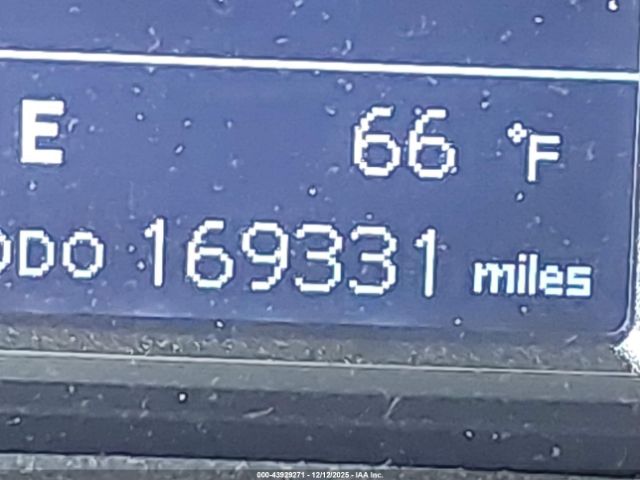 E 66 °F
ODO 169331 miles
000-43929271 - 12/12/2025 - IAA Inc.